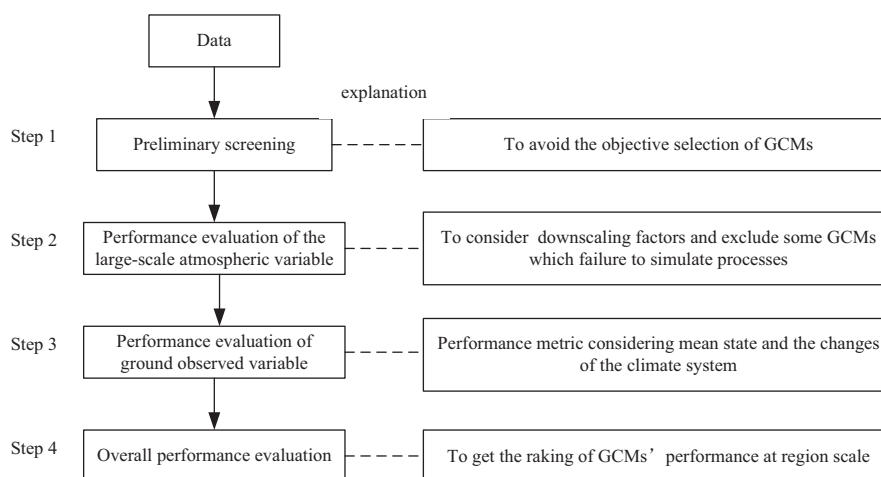 Data
explanation
Step 1
Preliminary screening
To avoid the objective selection of GCMs
Step 2
Performance evaluation of the
large-scale atmospheric variable
To consider downscaling factors and exclude some GCMs
which failure to simulate processes
Step 3
Performance evaluation of
ground observed variable
Performance metric considering mean state and the changes
of the climate system
Step 4
Overall performance evaluation
To get the raking of GCMs’ performance at region scale